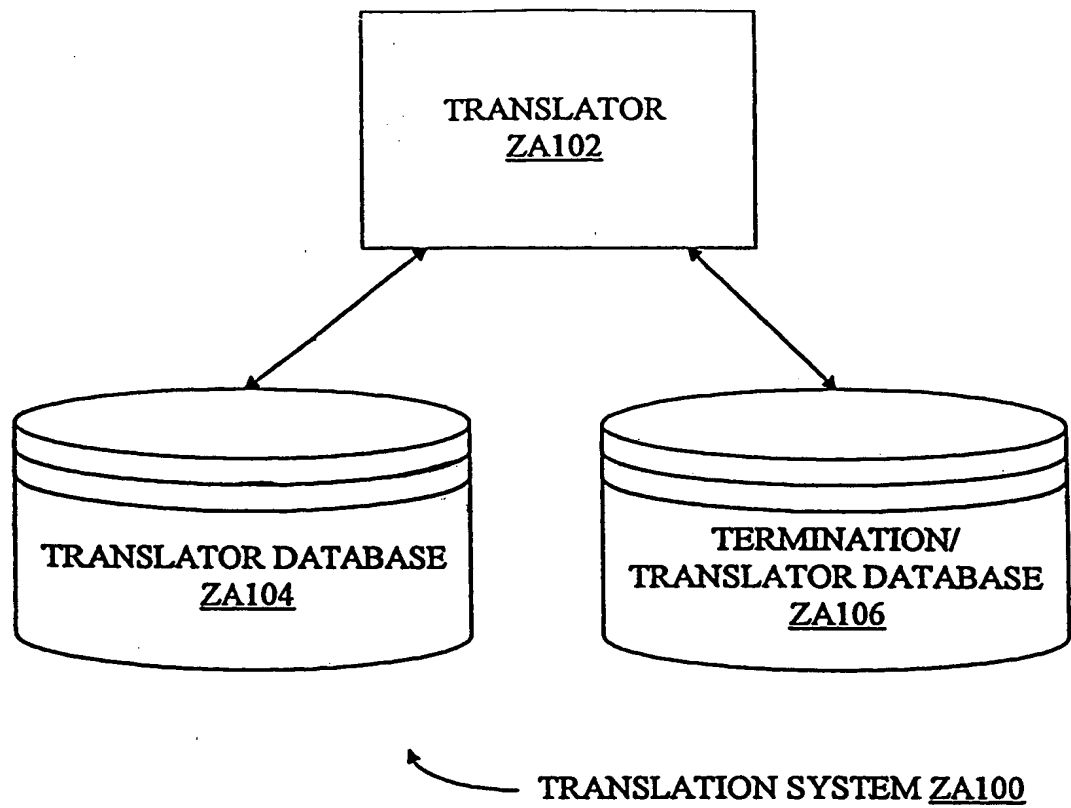 TRANSLATOR
ZA102
TRANSLATOR DATABASE
ZA104
TERMINATION/
TRANSLATOR DATABASE
ZA106
TRANSLATION SYSTEM ZA100